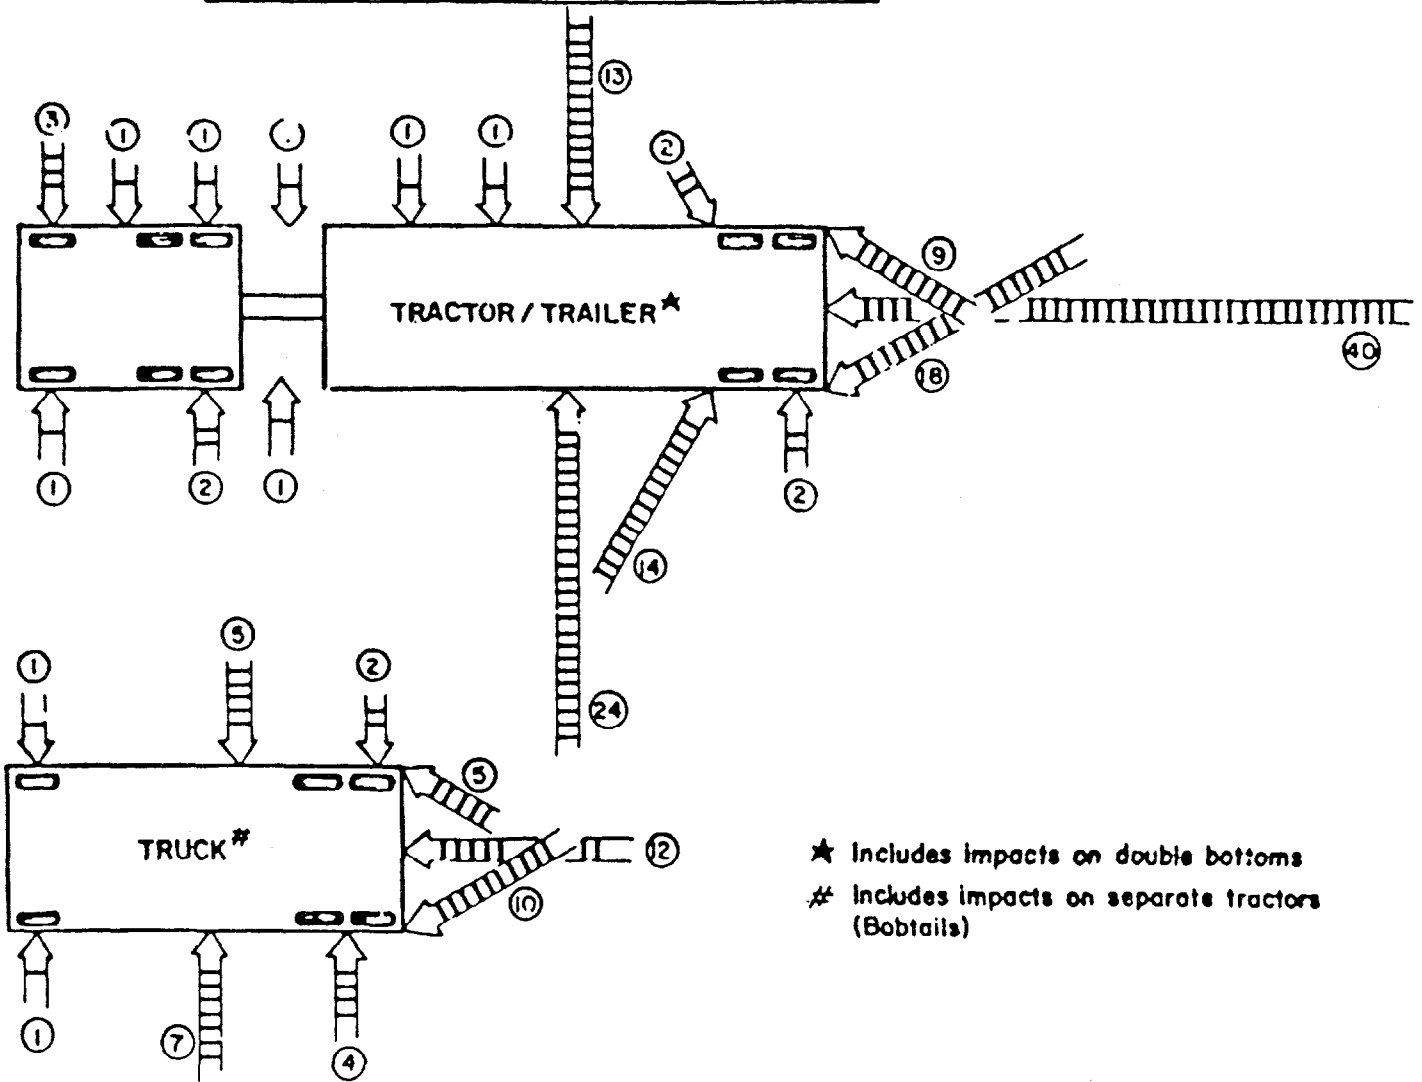 13
3 1 1 1 1 2
9
TRACTOR / TRAILER★
40
18
1 2 1 2
14
5
1 2
24
5
TRUCK#
12
★ Includes impacts on double bottoms
10
# Includes impacts on separate tractors
(Bobtails)
1 7 4